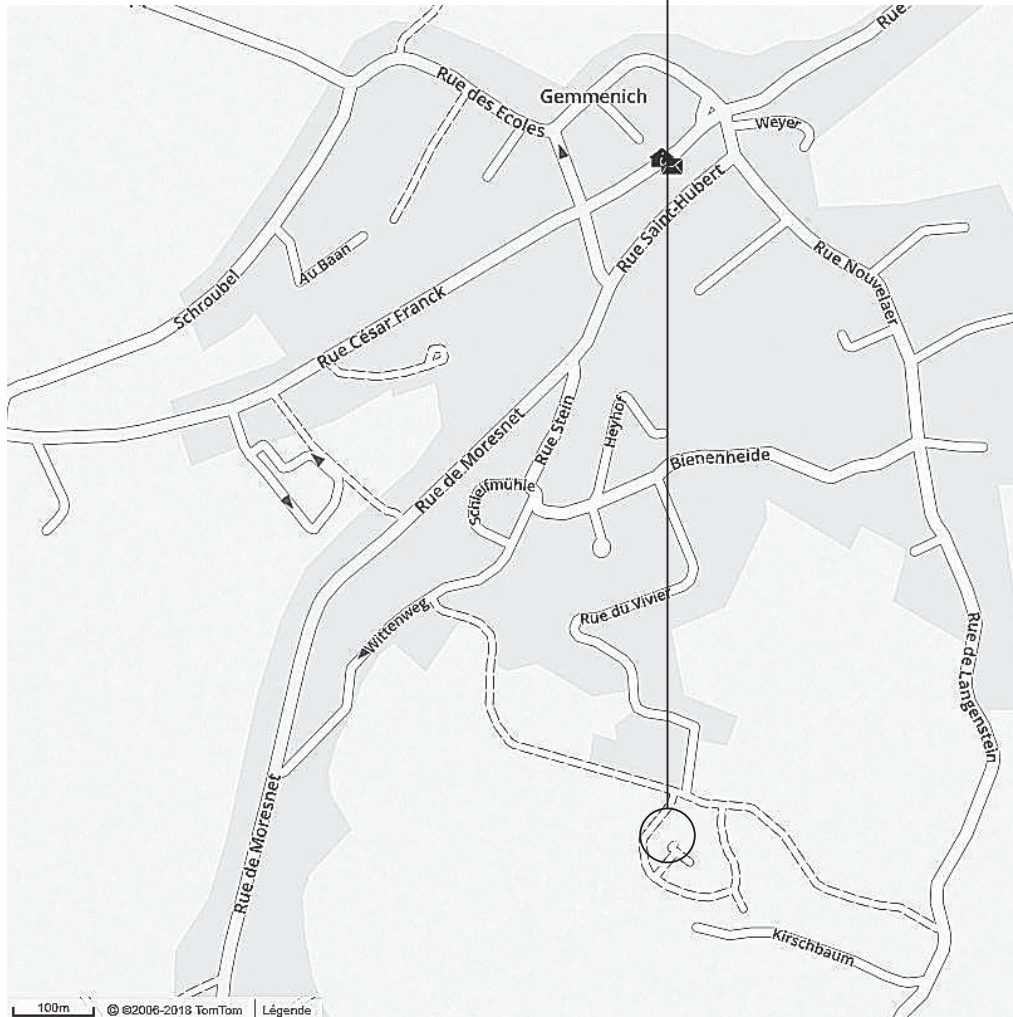 Rue
Rue des Ecoles
Gemmenich
Weyer
Rue Saint-Hubert
Au Baan
Rue Nouvelaer
Schroubel
Rue César Franck
Rue Stein
Heyhof
Rue de Moresnet
Bienenheide
Schleifmühle
Rue du Vivier
Wittenweg
Rue de Langenstein
Rue de Moresnet
Kirschbaum
100m © ©2006-2018 TomTom Légende